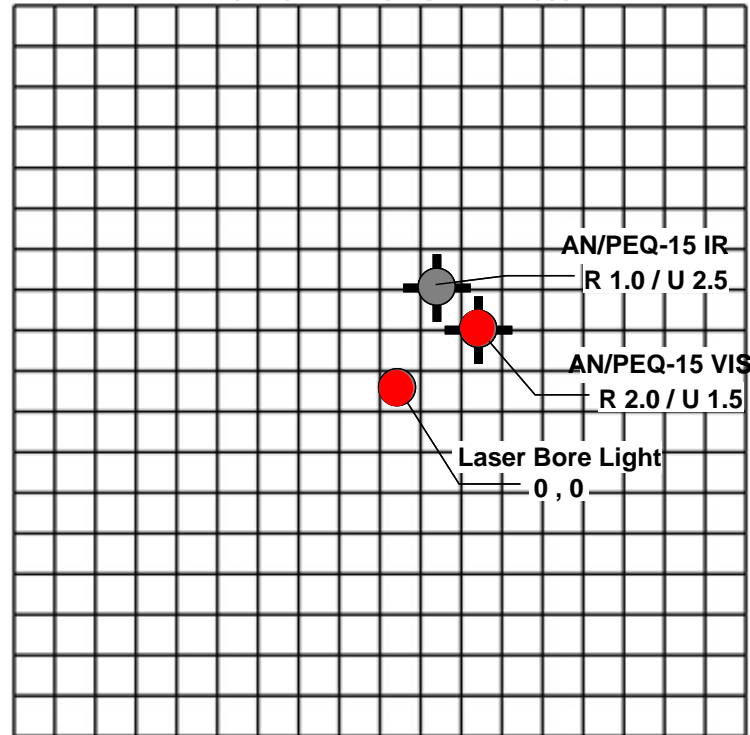 AN/PEQ-15 IR
R 1.0 / U 2.5
AN/PEQ-15 VIS
R 2.0 / U 1.5
Laser Bore Light
0 , 0